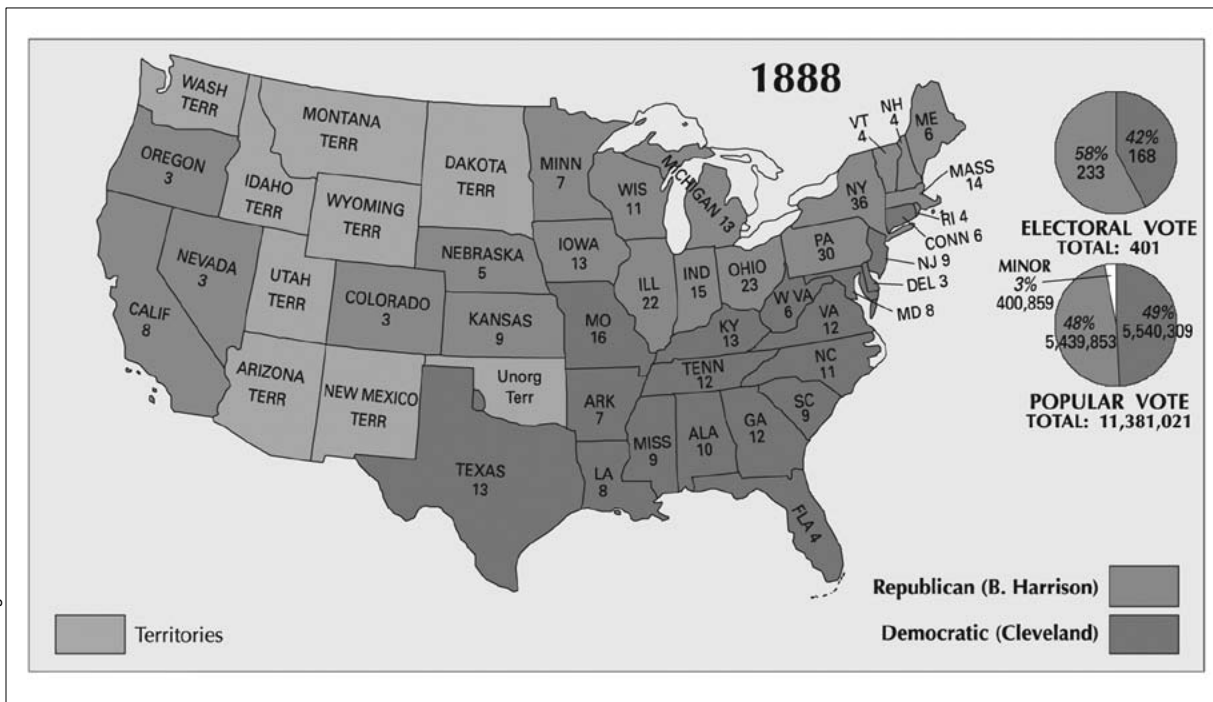 1888
WASH
TERR
MONTANA
TERR
DAKOTA
TERR
MINN
7
OREGON
3
IDAHO
TERR
WYOMING
TERR
WIS
11
MICHIGAN 13
VT
4
NH
4
ME
6
MASS
14
NY
36
RI 4
CONN 6
NJ 9
DEL 3
MD 8
PA
30
NEBRASKA
5
IOWA
13
NEVADA
3
UTAH
TERR
COLORADO
3
CALIF
8
KANSAS
9
ILL
22
IND
15
OHIO
23
W VA
6
VA
12
MO
16
KY
13
NC
11
TENN
12
ARIZONA
TERR
NEW MEXICO
TERR
Unorg
Terr
ARK
7
SC
9
MISS
9
ALA
10
GA
12
TEXAS
13
LA
8
FLA 4
58%
233
42%
168
ELECTORAL VOTE
TOTAL: 401
MINOR
3%
400,859
48%
5,439,853
49%
5,540,309
POPULAR VOTE
TOTAL: 11,381,021
Republican (B. Harrison)
Democratic (Cleveland)
Territories